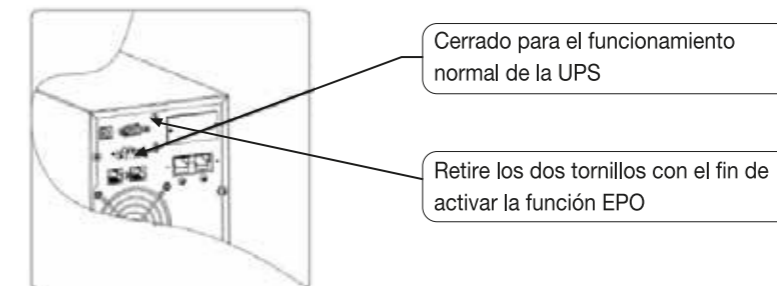 Cerrado para el funcionamiento
normal de la UPS
Retire los dos tornillos con el fin de
activar la función EPO